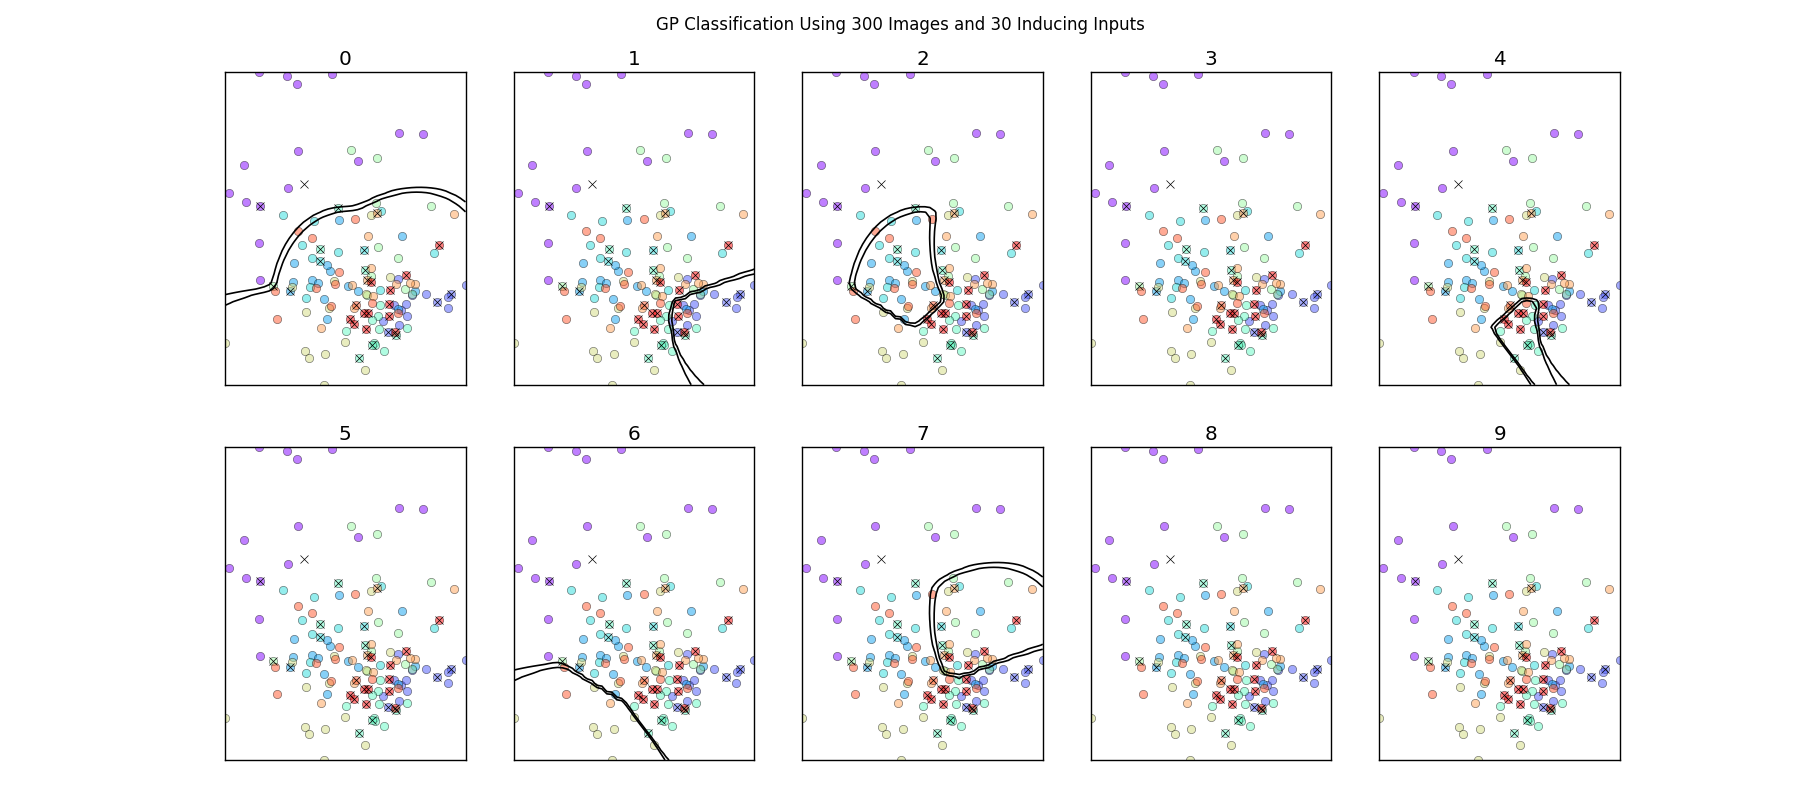 GP Classification Using 300 Images and 30 Inducing Inputs
0 1 2 3 4
5 6 7 8 9